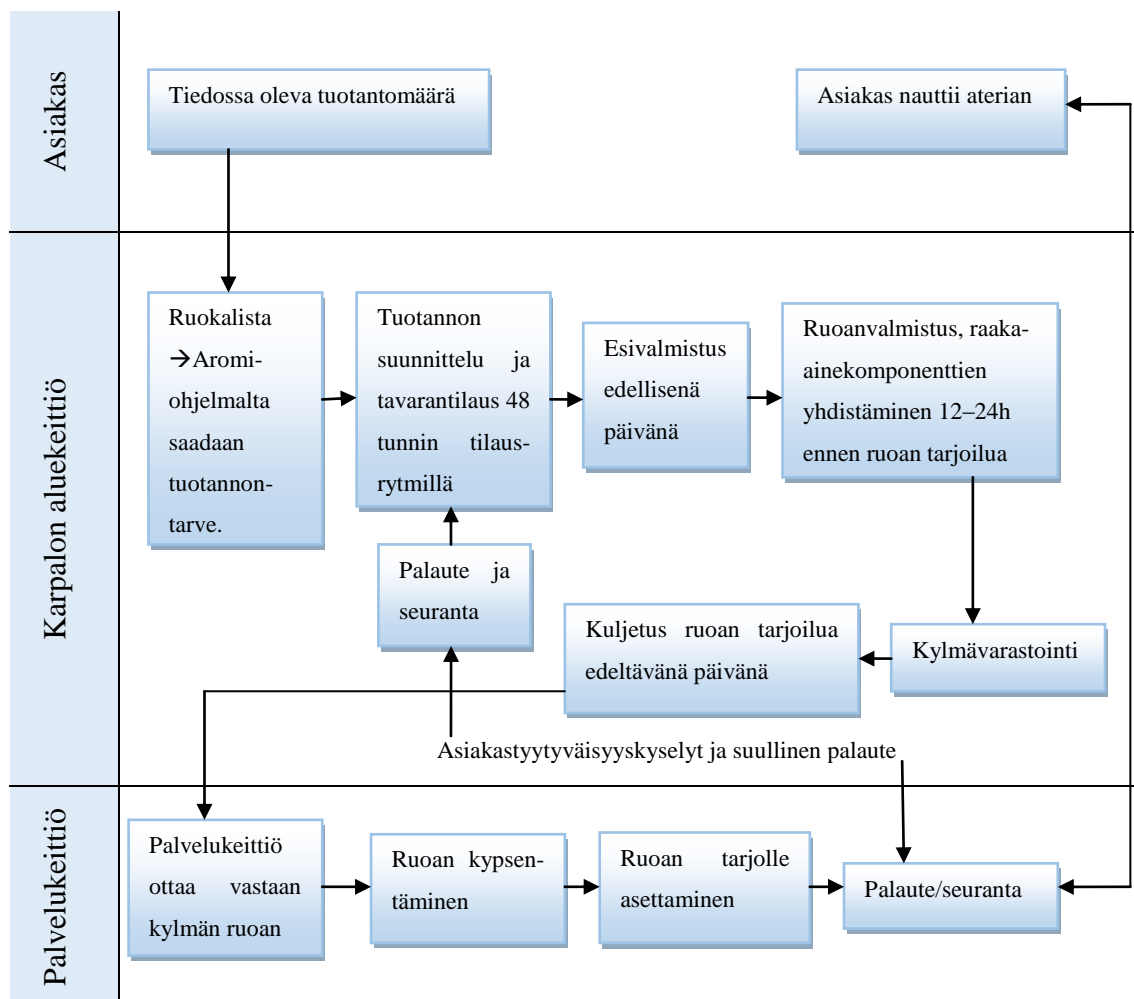 Asiakas
Tiedossa oleva tuotantomäärä
Asiakas nauttii aterian
Karpalon aluekeittiö
Ruokalista
→Aromi-
ohjelmalta
saadaan
tuotannon-
tarve.
Tuotannon
suunnittelu ja
tavarantilaus 48
tunnin tilaus-
rytmillä
Esivalmistus
edellisenä
päivänä
Ruoanvalmistus, raaka-
ainekomponenttien
yhdistäminen 12–24h
ennen ruoan tarjoilua
Palaute ja
seuranta
Kuljetus ruoan tarjoilua
edeltävänä päivänä
Kylmävarastointi
Asiakastyytyväisyyskyselyt ja suullinen palaute
Palvelukeittiö
Palvelukeittiö
ottaa vastaan
kylmän ruoan
Ruoan kypsen-
täminen
Ruoan tarjolle
asettaminen
Palaute/seuranta